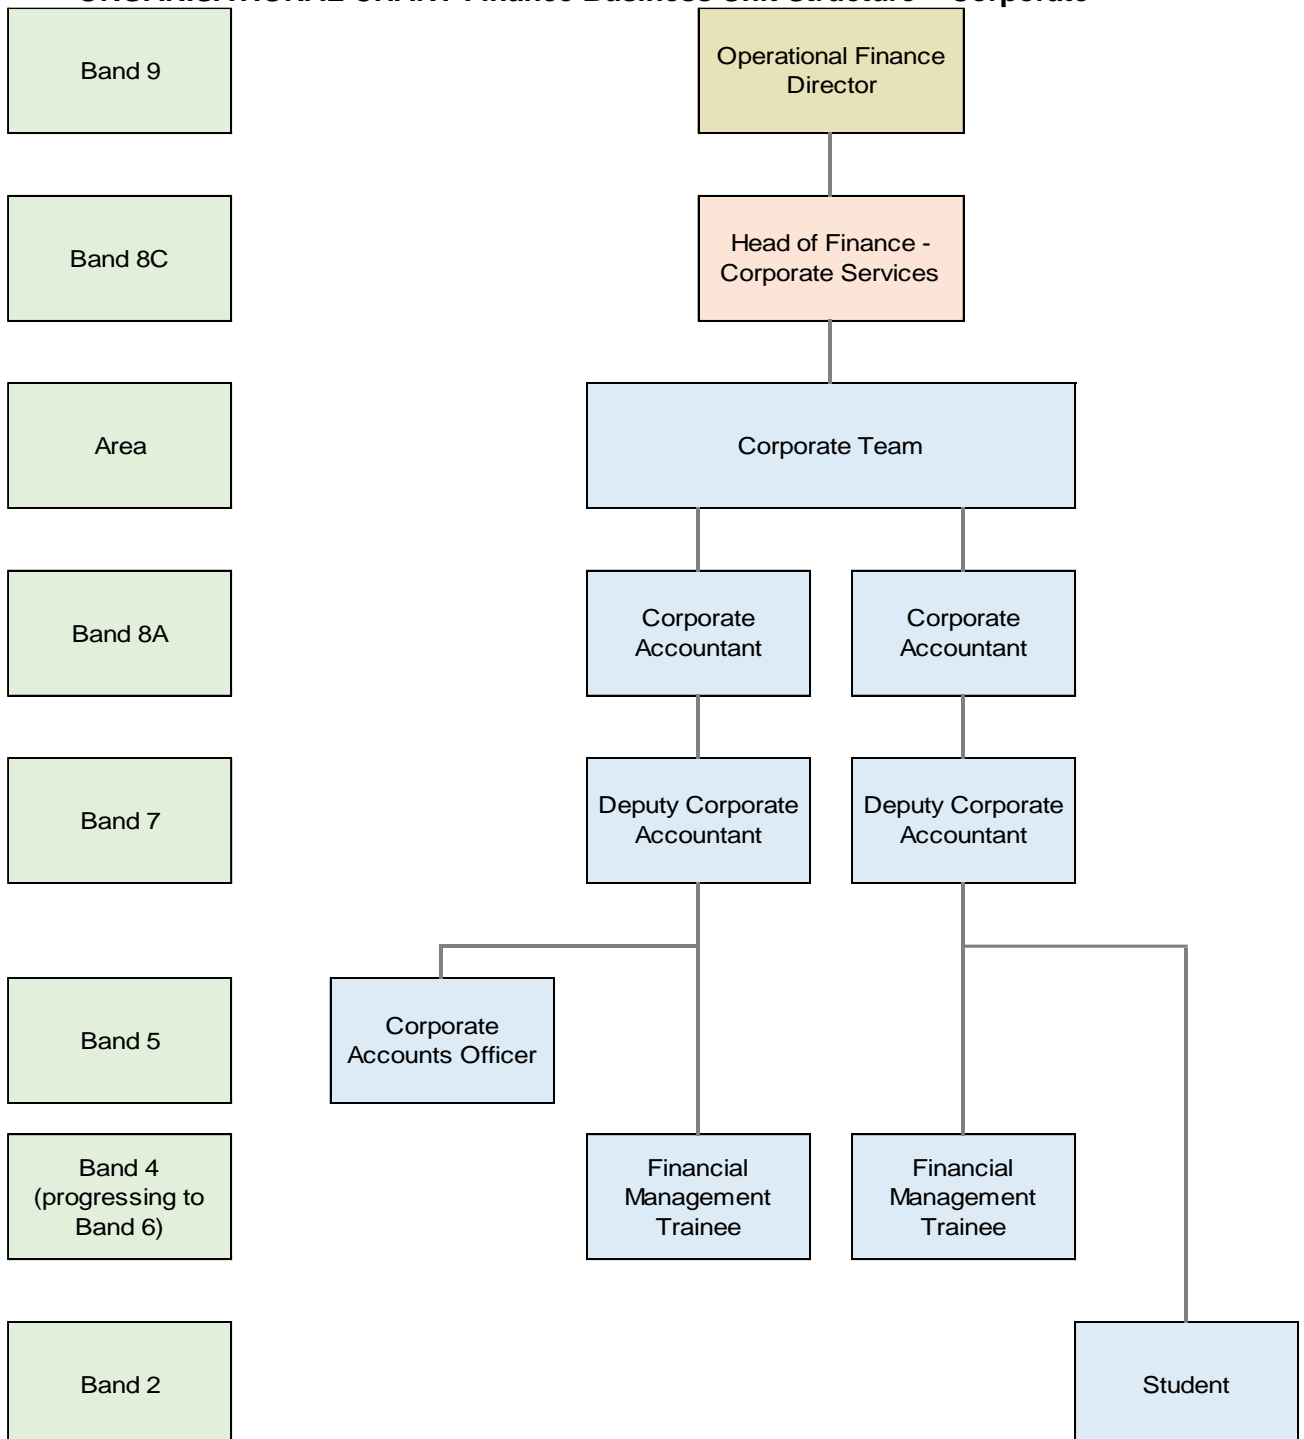 Band 9
Operational Finance
Director
Band 8C
Head of Finance -
Corporate Services
Area
Corporate Team
Band 8A
Corporate
Accountant
Corporate
Accountant
Band 7
Deputy Corporate
Accountant
Deputy Corporate
Accountant
Band 5
Corporate
Accounts Officer
Band 4
(progressing to
Band 6)
Financial
Management
Trainee
Financial
Management
Trainee
Band 2
Student